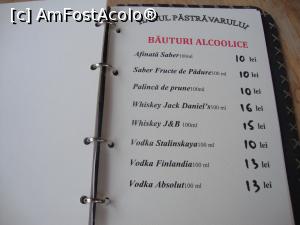 (c) [AmFostAcolo®]
PĂSTRĂVARULUI
BĂUTURI ALCOOLICE
Afinată Saber 100ml 10 lei
Saber Fructe de Pădure 100 ml 10 lei
Palincă de prune 100ml 10 lei
Whiskey Jack Daniel's 100 ml 16 lei
Whiskey J&B 100ml 15 lei
Vodka Stalinskaya 100 ml 10 lei
Vodka Finlandia 100 ml 13 lei
Vodka Absolut 100 ml 13 lei